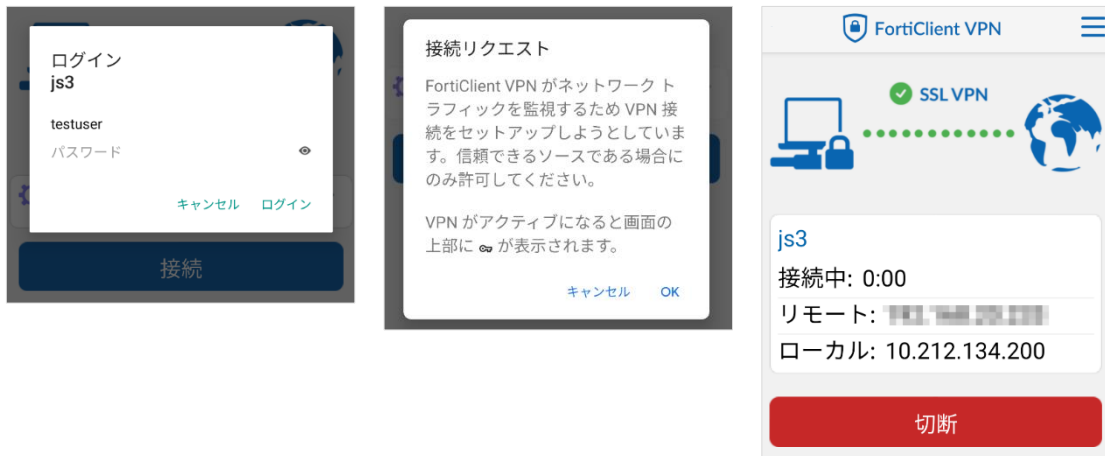 ログイン
js3
testuser
パスワード
キャンセル ログイン
接続
接続リクエスト
FortiClient VPN がネットワーク ト
ラフィックを監視するため VPN 接
続をセットアップしようとしていま
す。信頼できるソースである場合に
のみ許可してください。
VPN がアクティブになると画面の
上部に が表示されます。
キャンセル OK
FortiClient VPN
SSL VPN
js3
接続中: 0:00
リモート:
ローカル: 10.212.134.200
切断